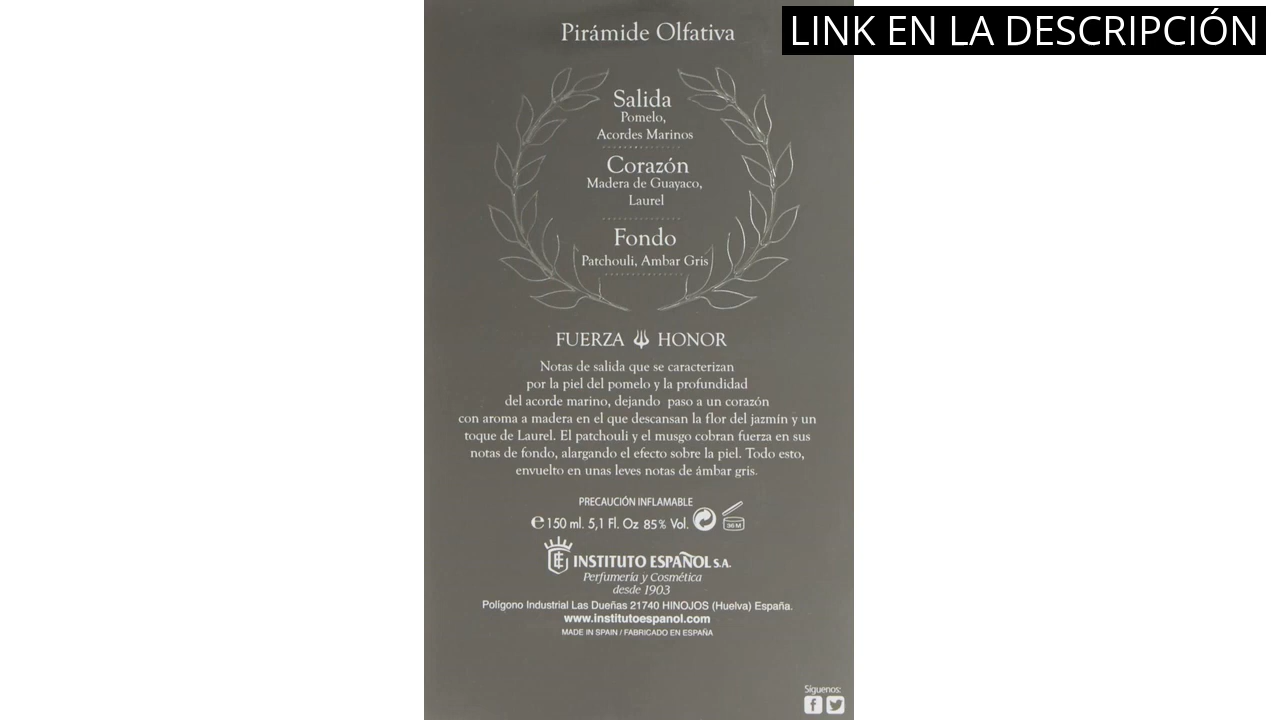 LINK EN LA DESCRIPCIÓN
Pirámide Olfativa
Salida
Pomelo,
Acordes Marinos
Corazón
Madera de Guayaco,
Laurel
Fondo
Patchouli, Ambar Gris
FUERZA HONOR
Notas de salida que se caracterizan
por la piel del pomelo y la profundidad
del acorde marino, dejando paso a un corazón
con aroma a madera en el que descansan la flor del jazmín y un
toque de Laurel. El patchouli y el musgo cobran fuerza en sus
notas de fondo, alargando el efecto sobre la piel. Todo esto,
envuelto en unas leves notas de ámbar gris.
PRECAUCIÓN INFLAMABLE
℮ 150 ml. 5,1 Fl. Oz 85% Vol.
36 M
INSTITUTO ESPAÑOL S.A.
Perfumería y Cosmética
desde 1903
Polígono Industrial Las Dueñas 21740 HINOJOS (Huelva) España.
www.institutoespanol.com
MADE IN SPAIN / FABRICADO EN ESPAÑA
Síguenos: